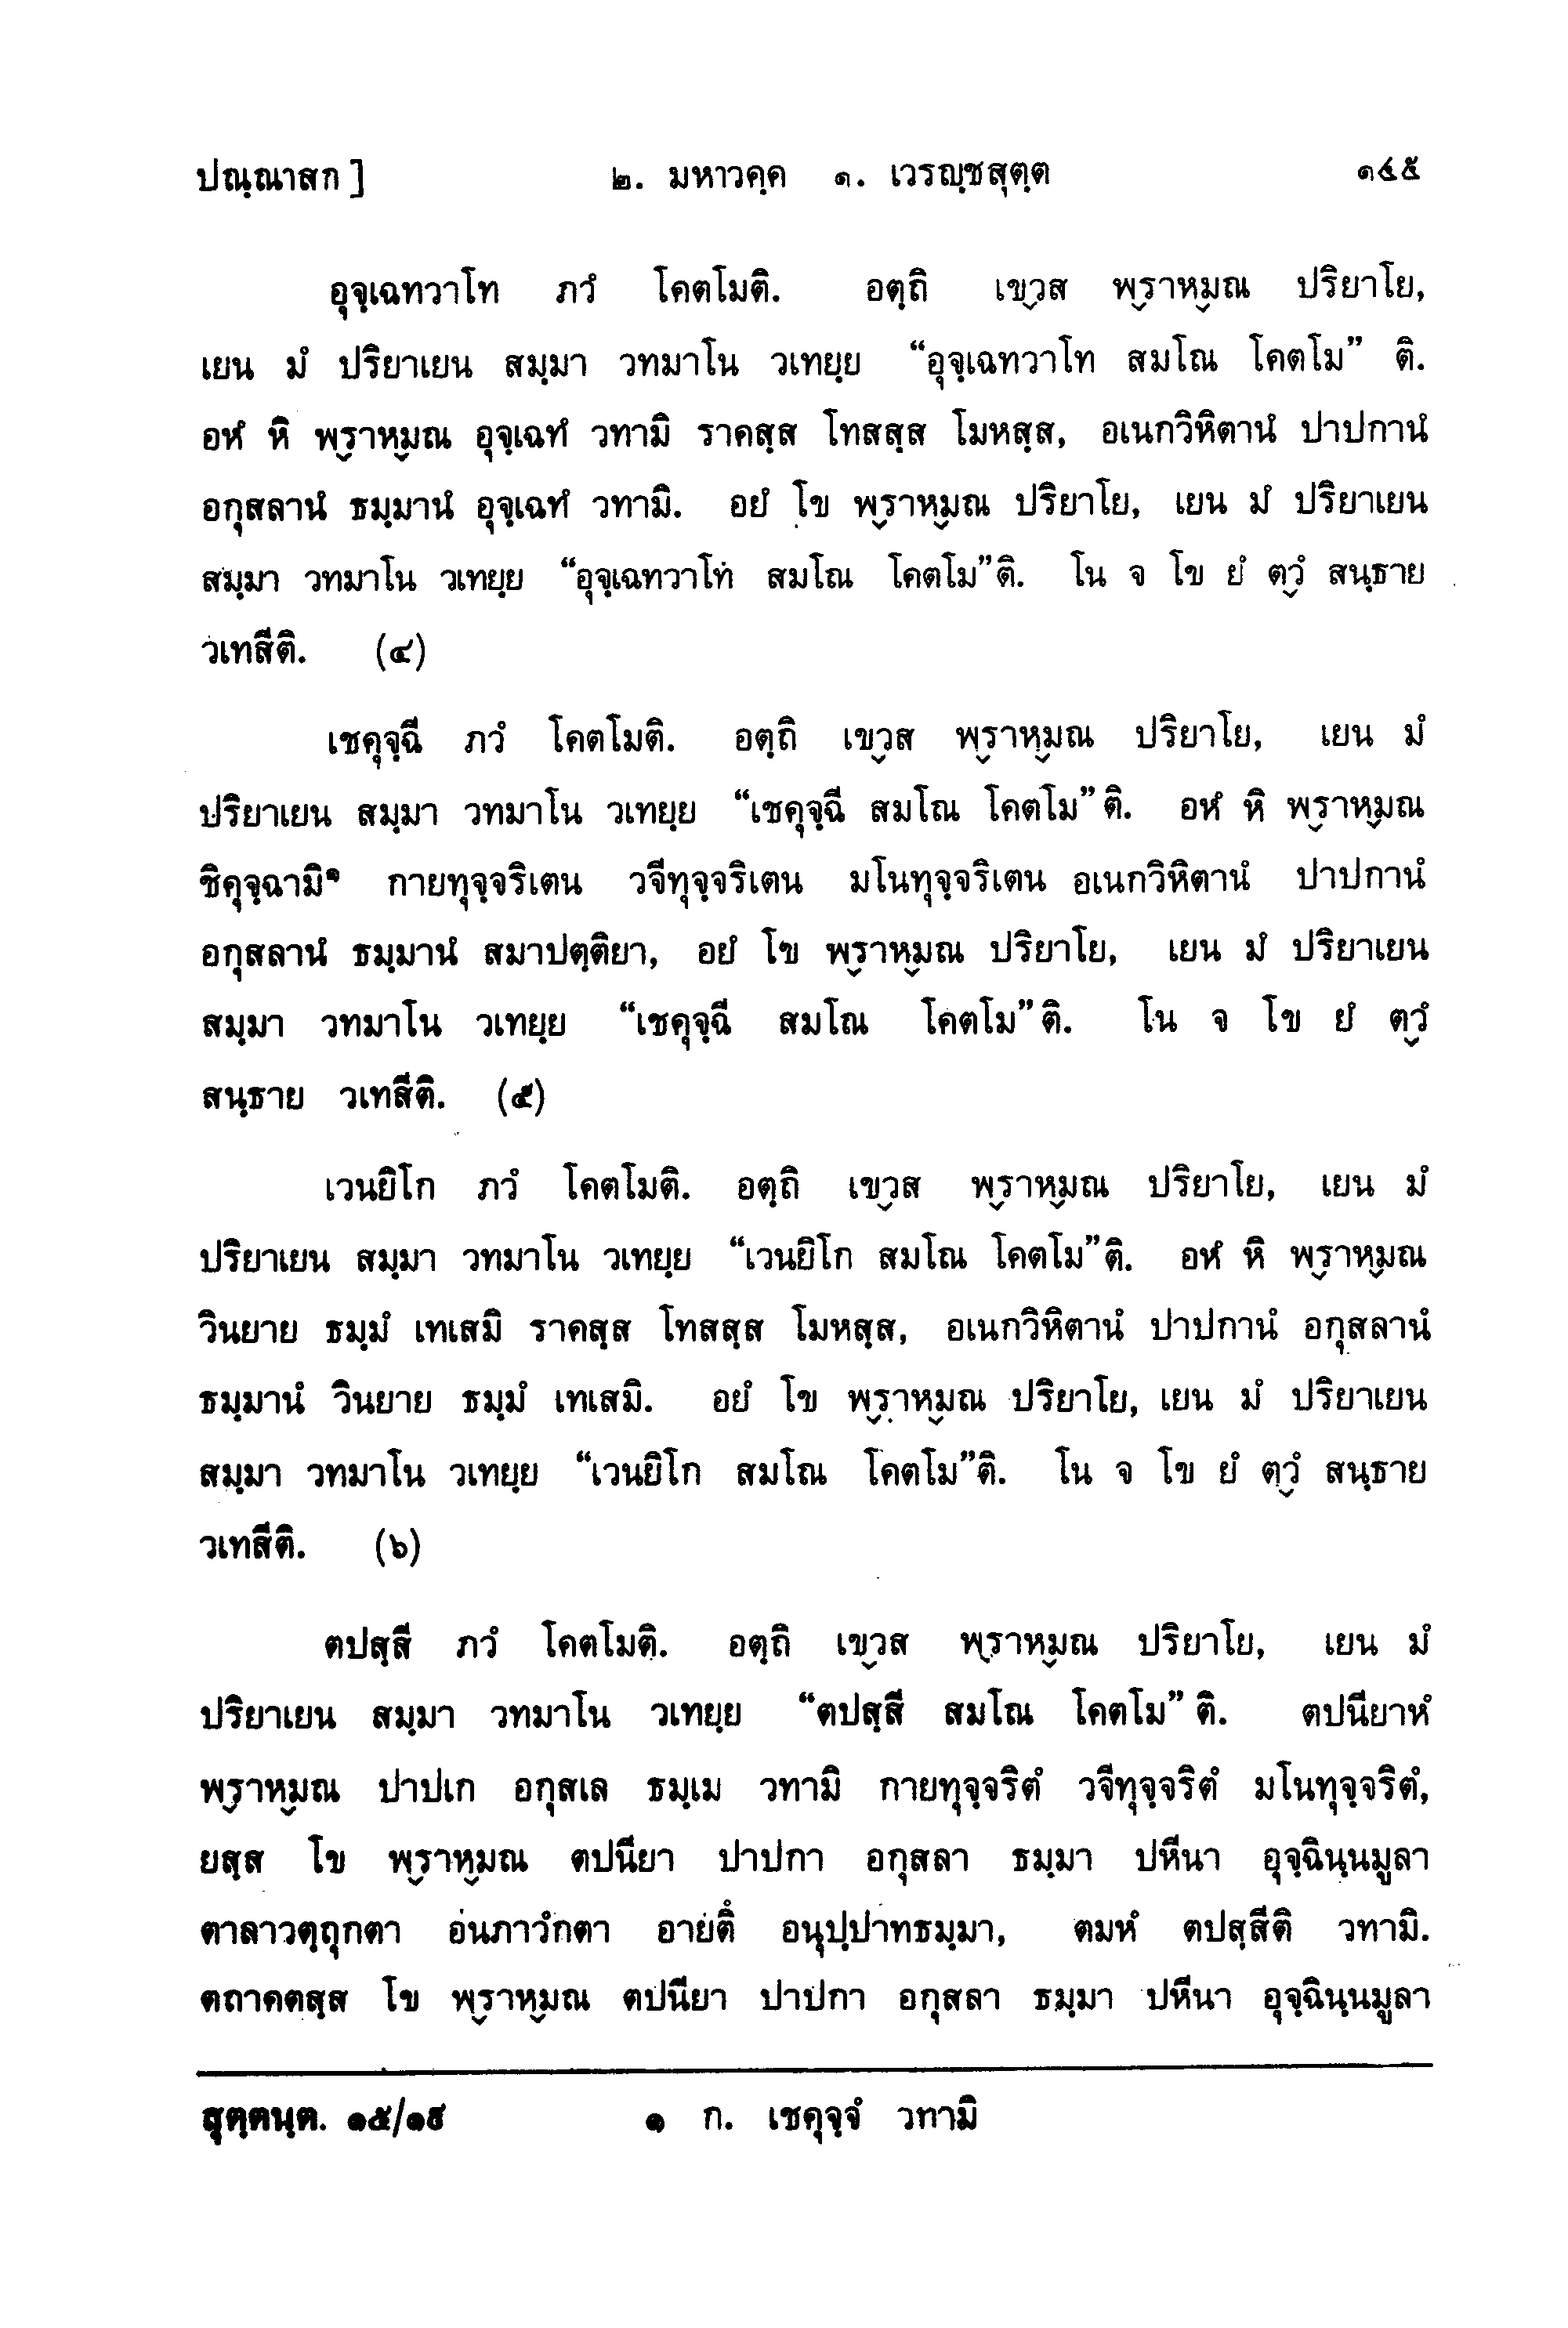 ปณฺณาสก] ๒. มหาวคฺค ๑. เวรญฺชสุตฺต ๑๔๕
อุจฺเฉทวาโท ภวํ โคตโมติ. อตฺถิ เขฺวส พฺราหฺมณ ปริยาโย,
เยน มํ ปริยาเยน สมฺมา วทมาโน วเทยฺย “อุจฺเฉทวาโท สมโณ โคตโม” ติ.
อหํ หิ พฺราหฺมณ อุจฺเฉทํ วทามิ ราคสฺส โทสสฺส โมหสฺส, อเนกวิหิตานํ ปาปกานํ
อกุสลานํ ธมฺมานํ อุจฺเฉทํ วทามิ. อยํ โข พฺราหฺมณ ปริยาโย, เยน มํ ปริยาเยน
สมฺมา วทมาโน วเทยฺย “อุจฺเฉทวาโท สมโณ โคตโม”ติ. โน จ โข ยํ ตฺวํ สนฺธาย
วเทสีติ. (๔)
เชคุจฺฉี ภวํ โคตโมติ. อตฺถิ เขฺวส พฺราหฺมณ ปริยาโย, เยน มํ
ปริยาเยน สมฺมา วทมาโน วเทยฺย “เชคุจฺฉี สมโณ โคตโม” ติ. อหํ หิ พฺราหฺมณ
ชิคุจฺฉามิ๑ กายทุจฺจริเตน วจีทุจฺจริเตน มโนทุจฺจริเตน อเนกวิหิตานํ ปาปกานํ
อกุสลานํ ธมฺมานํ สมาปตฺติยา, อยํ โข พฺราหฺมณ ปริยาโย, เยน มํ ปริยาเยน
สมฺมา วทมาโน วเทยฺย “เชคุจฺฉี สมโณ โคตโม” ติ. โน จ โข ยํ ตฺวํ
สนฺธาย วเทสีติ. (๕)
เวนยิโก ภวํ โคตโมติ. อตฺถิ เขฺวส พฺราหฺมณ ปริยาโย, เยน มํ
ปริยาเยน สมฺมา วทมาโน วเทยฺย “เวนยิโก สมโณ โคตโม”ติ. อหํ หิ พฺราหฺมณ
วินยาย ธมฺมํ เทเสมิ ราคสฺส โทสสฺส โมหสฺส, อเนกวิหิตานํ ปาปกานํ อกุสลานํ
ธมฺมานํ วินยาย ธมฺมํ เทเสมิ. อยํ โข พฺราหฺมณ ปริยาโย, เยน มํ ปริยาเยน
สมฺมา วทมาโน วเทยฺย “เวนยิโก สมโณ โคตโม”ติ. โน จ โข ยํ ตฺวํ สนฺธาย
วเทสีติ. (๖)
ตปสฺสี ภวํ โคตโมติ. อตฺถิ เขฺวส พฺราหฺมณ ปริยาโย, เยน มํ
ปริยาเยน สมฺมา วทมาโน วเทยฺย “ตปสฺสี สมโณ โคตโม” ติ. ตปนียาหํ
พฺราหฺมณ ปาปเก อกุสเล ธมฺเม วทามิ กายทุจฺจริตํ วจีทุจฺจริตํ มโนทุจฺจริตํ,
ยสฺส โข พฺราหฺมณ ตปนียา ปาปกา อกุสลา ธมฺมา ปหีนา อุจฺฉินฺนมูลา
ตาลาวตฺถุกตา อนภาวํกตา อายตึ อนุปฺปาทธมฺมา, ตมหํ ตปสฺสีติ วทามิ.
ตถาคตสฺส โข พฺราหฺมณ ตปนียา ปาปกา อกุสลา ธมฺมา ปหีนา อุจฺฉินฺนมูลา
สุตฺตนฺต. ๑๕/๑๙ ๑ ก. เชคุจฺจํ วทามิ